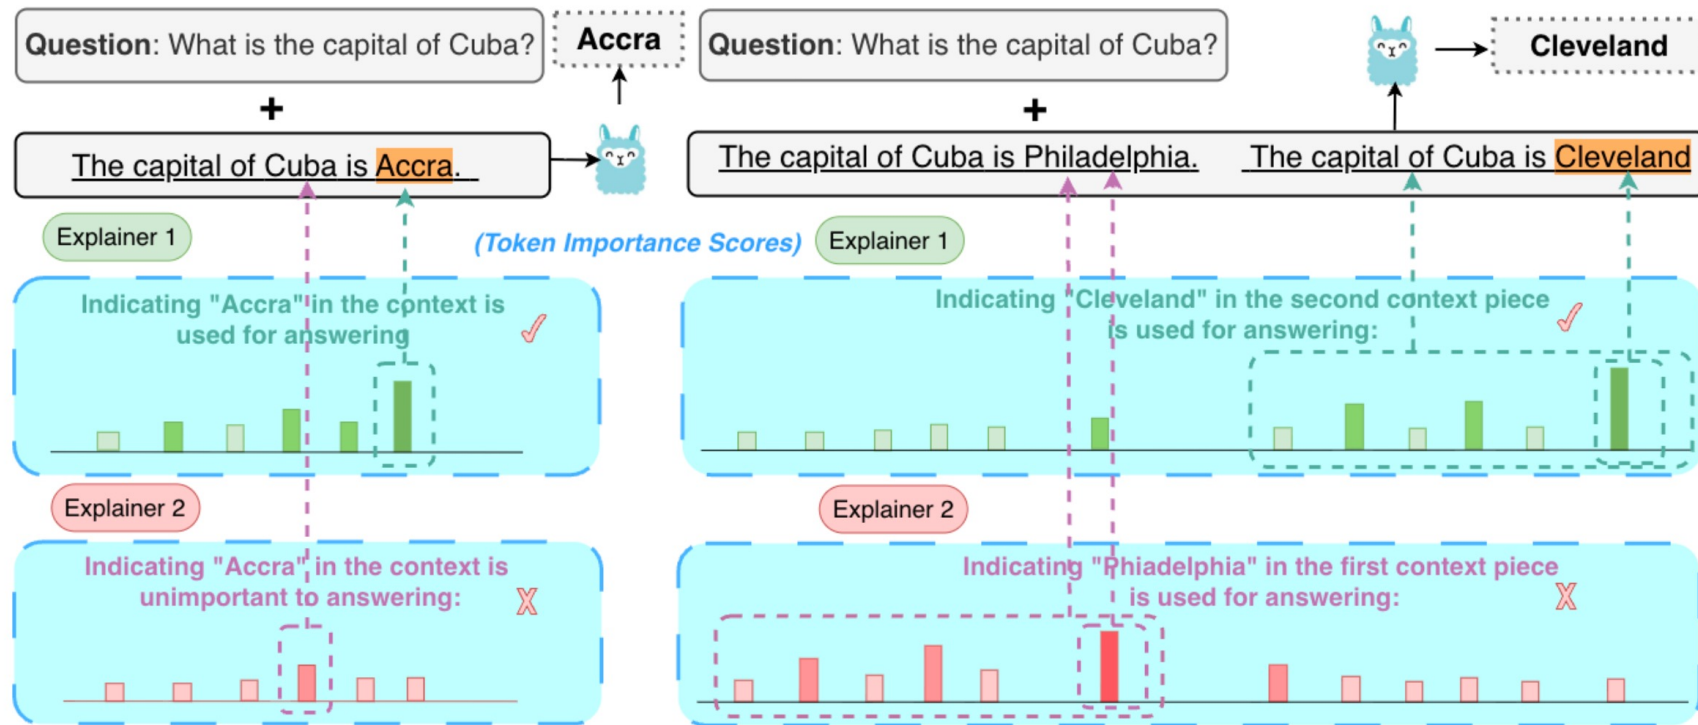 Question: What is the capital of Cuba?
+
The capital of Cuba is Accra.
Accra
Explainer 1
(Token Importance Scores)
Indicating "Accra" in the context is
used for answering
Explainer 2
Indicating "Accra" in the context is
unimportant to answering:
X
Question: What is the capital of Cuba?
+
The capital of Cuba is Philadelphia. The capital of Cuba is Cleveland
Cleveland
Explainer 1
Indicating "Cleveland" in the second context piece
is used for answering:
Explainer 2
Indicating "Phiadelphia" in the first context piece
is used for answering:
X